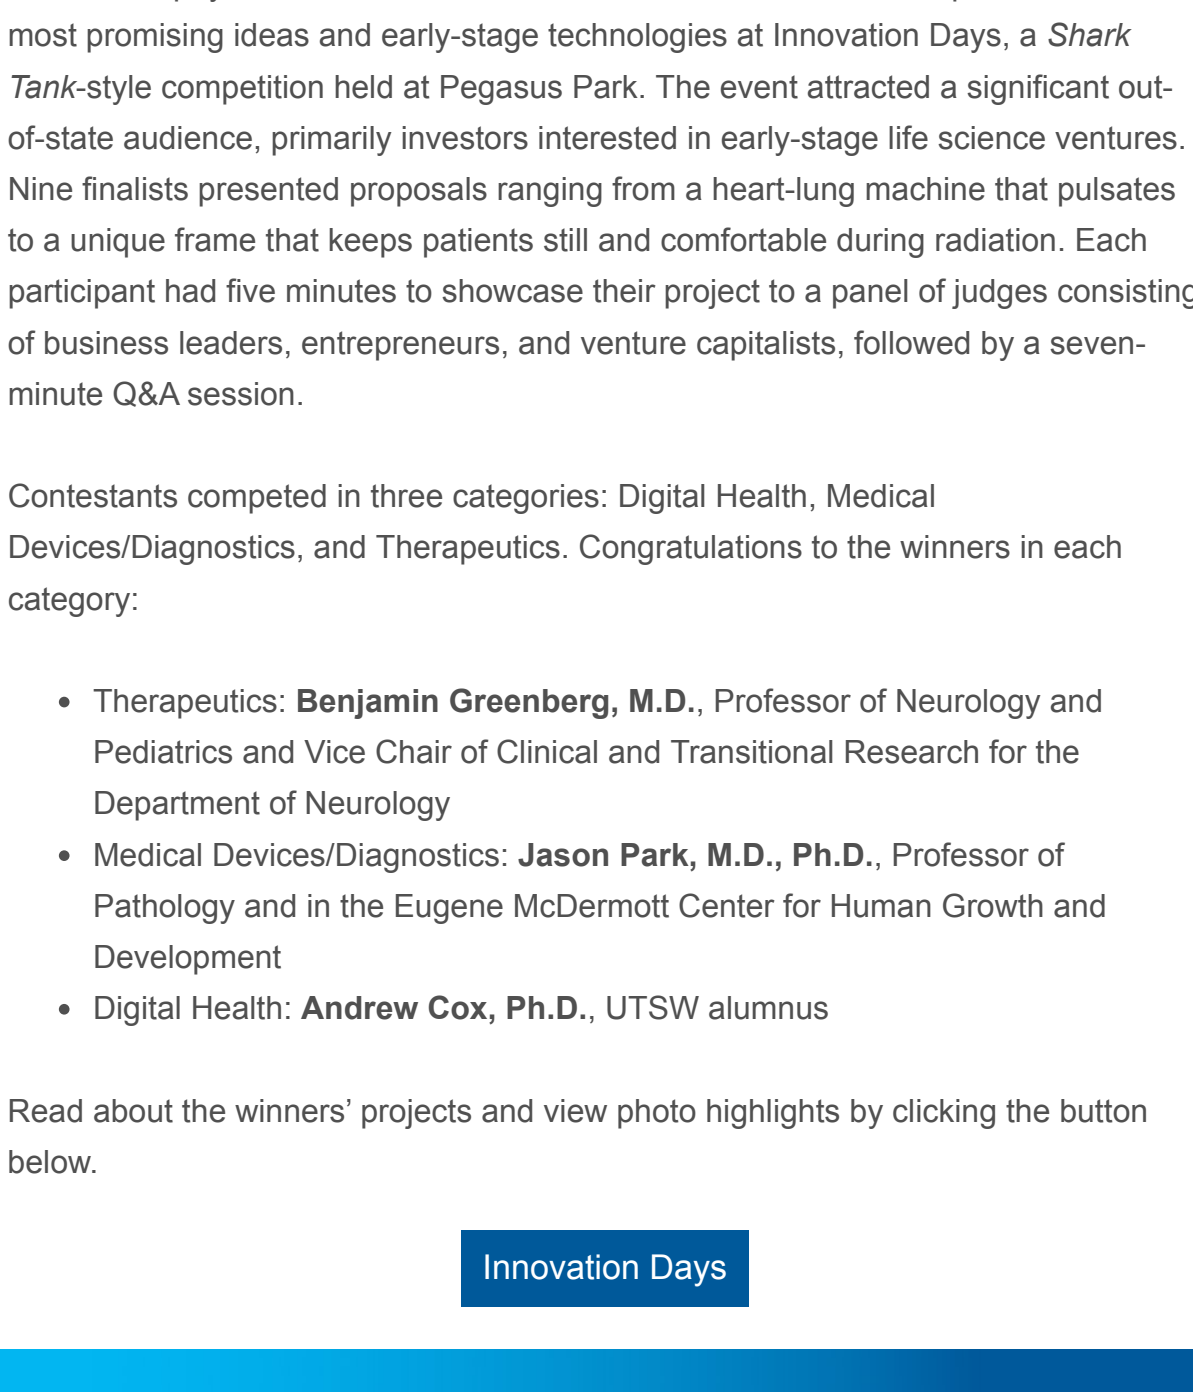 most promising ideas and early-stage technologies at Innovation Days, a Shark
Tank-style competition held at Pegasus Park. The event attracted a significant out-
of-state audience, primarily investors interested in early-stage life science ventures.
Nine finalists presented proposals ranging from a heart-lung machine that pulsates
to a unique frame that keeps patients still and comfortable during radiation. Each
participant had five minutes to showcase their project to a panel of judges consisting
of business leaders, entrepreneurs, and venture capitalists, followed by a seven-
minute Q&A session.
Contestants competed in three categories: Digital Health, Medical
Devices/Diagnostics, and Therapeutics. Congratulations to the winners in each
category:
• Therapeutics: Benjamin Greenberg, M.D., Professor of Neurology and
Pediatrics and Vice Chair of Clinical and Transitional Research for the
Department of Neurology
• Medical Devices/Diagnostics: Jason Park, M.D., Ph.D., Professor of
Pathology and in the Eugene McDermott Center for Human Growth and
Development
• Digital Health: Andrew Cox, Ph.D., UTSW alumnus
Read about the winners’ projects and view photo highlights by clicking the button
below.
Innovation Days